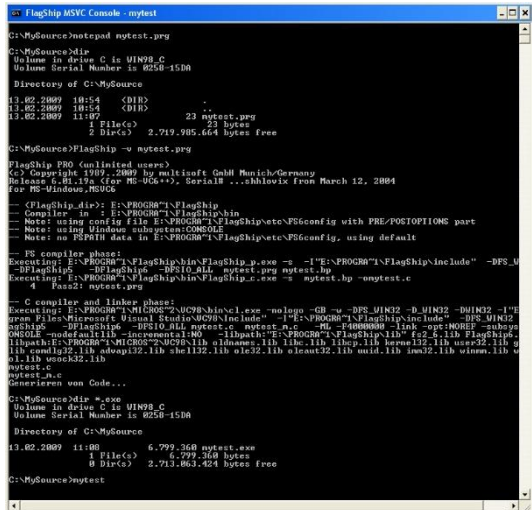 FlagShip MSVC Console - mytest
C:\MySource>notepad mytest.prg
C:\MySource>dir
Volume in drive C is WIN98_C
Volume Serial Number is 0258-15DA
Directory of C:\MySource
13.02.2009 10:54 <DIR> .
13.02.2009 10:54 <DIR> ..
13.02.2009 11:07 23 mytest.prg
1 File(s) 23 bytes
2 Dir(s) 2.719.985.664 bytes free
C:\MySource>FlagShip -v mytest.prg
FlagShip PRO (unlimited users)
(c) Copyright 1989..2009 by multisoft GmbH Munich/Germany
Release 6.01.19a (for MS-VC6++), Serial# ...shhlovix from March 12, 2004
for MS-Windows,MSVC6
-- (FlagShip_dir): E:\PROGRA~1\FlagShip
-- Compiler in : E:\PROGRA~1\FlagShip\bin
-- Note: using config file E:\PROGRA~1\FlagShip\etc\FS6config with PRE/POSTOPTIONS part
-- Note: using Windows subsystem:CONSOLE
-- Note: no FSPATH data in E:\PROGRA~1\FlagShip\etc\FS6config, using default
-- FS compiler phase:
Executing: E:\PROGRA~1\FlagShip\bin\FlagShip_p.exe -s -I"E:\PROGRA~1\FlagShip\include" -DFS_W
-DFlagShip5 -DFlagShip6 -DFSIO_ALL mytest.prg mytest.bp
Executing: E:\PROGRA~1\FlagShip\bin\FlagShip_c.exe -s mytest.bp -omytest.c
4 Pass2: mytest.prg
-- C compiler and linker phase:
Executing: E:\PROGRA~1\MICROS~2\VC98\bin\cl.exe -nologo -GB -w -DFS_WIN32 -D_WIN32 -DWIN32 -I"E
gram Files\Microsoft Visual Studio\VC98\Include" -I"E:\PROGRA~1\FlagShip\include" -DFS_WIN32
agShip5 -DFlagShip6 -DFSIO_ALL mytest.c mytest_m.c -ML -F4000000 -link -opt:NOREF -subsys
ONSOLE -nodefaultlib -incremental:NO -libpath:"E:\PROGRA~1\FlagShip\lib" fs2_6.lib FlagShip6.
libpath:E:\PROGRA~1\MICROS~2\VC98\lib oldnames.lib libc.lib libcp.lib kernel32.lib user32.lib g
lib comdlg32.lib advapi32.lib shell32.lib ole32.lib oleaut32.lib uuid.lib imm32.lib winmm.lib w
ol.lib wsock32.lib
mytest.c
mytest_m.c
Generieren von Code...
C:\MySource>dir *.exe
Volume in drive C is WIN98_C
Volume Serial Number is 0258-15DA
Directory of C:\MySource
13.02.2009 11:08 6.799.360 mytest.exe
1 File(s) 6.799.360 bytes
0 Dir(s) 2.713.063.424 bytes free
C:\MySource>mytest